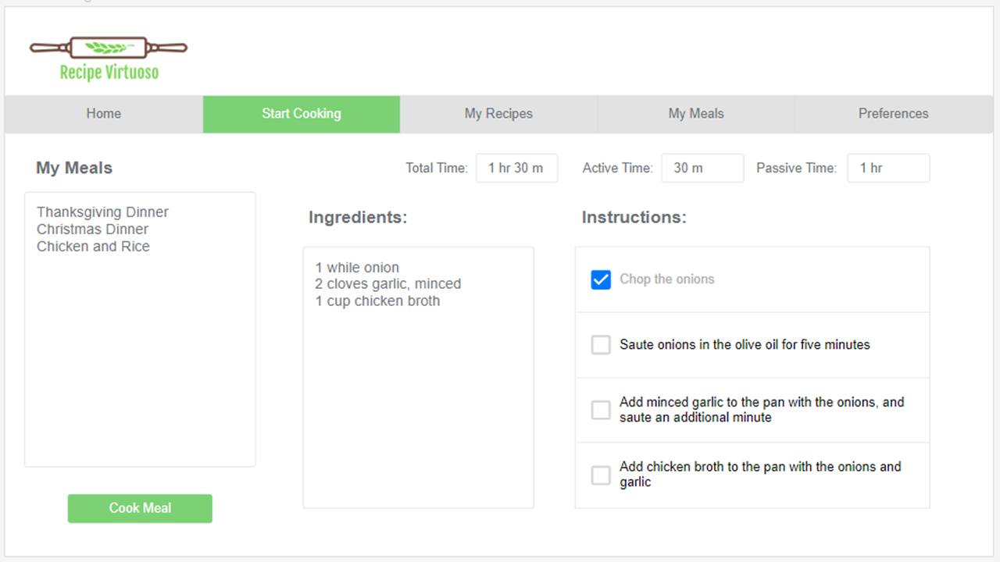 Recipe Virtuoso
Home
Start Cooking
My Recipes
My Meals
Preferences
My Meals
Total Time:
1 hr 30 m
Active Time:
30 m
Passive Time:
1 hr
Thanksgiving Dinner
Christmas Dinner
Chicken and Rice
Cook Meal
Ingredients:
1 while onion
2 cloves garlic, minced
1 cup chicken broth
Instructions:
Chop the onions
Saute onions in the olive oil for five minutes
Add minced garlic to the pan with the onions, and
saute an additional minute
Add chicken broth to the pan with the onions and
garlic